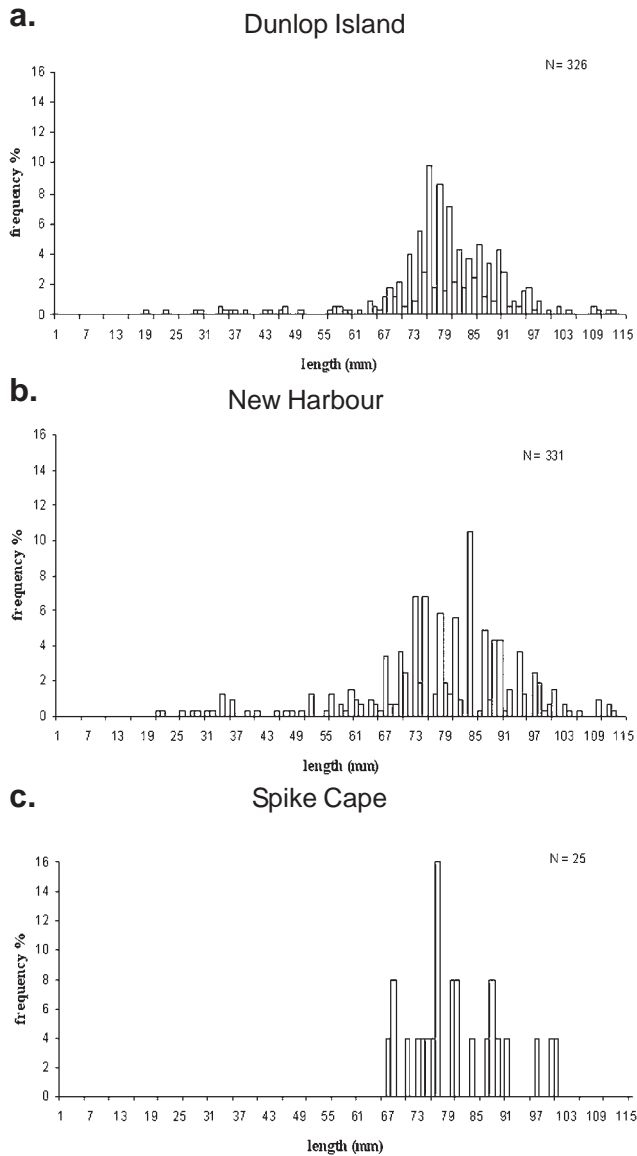 a.
Dunlop Island
N= 326
16
14
12
10
8
6
4
2
0
frequency %
1 7 13 19 25 31 37 43 49 55 61 67 73 79 85 91 97 103 109 115
length (mm)
b.
New Harbour
N= 331
16
14
12
10
8
6
4
2
0
frequency %
1 7 13 19 25 31 37 43 49 55 61 67 73 79 85 91 97 103 109 115
length (mm)
c.
Spike Cape
N = 25
16
14
12
10
8
6
4
2
0
frequency %
1 7 13 19 25 31 37 43 49 55 61 67 73 79 85 91 97 103 109 115
length (mm)